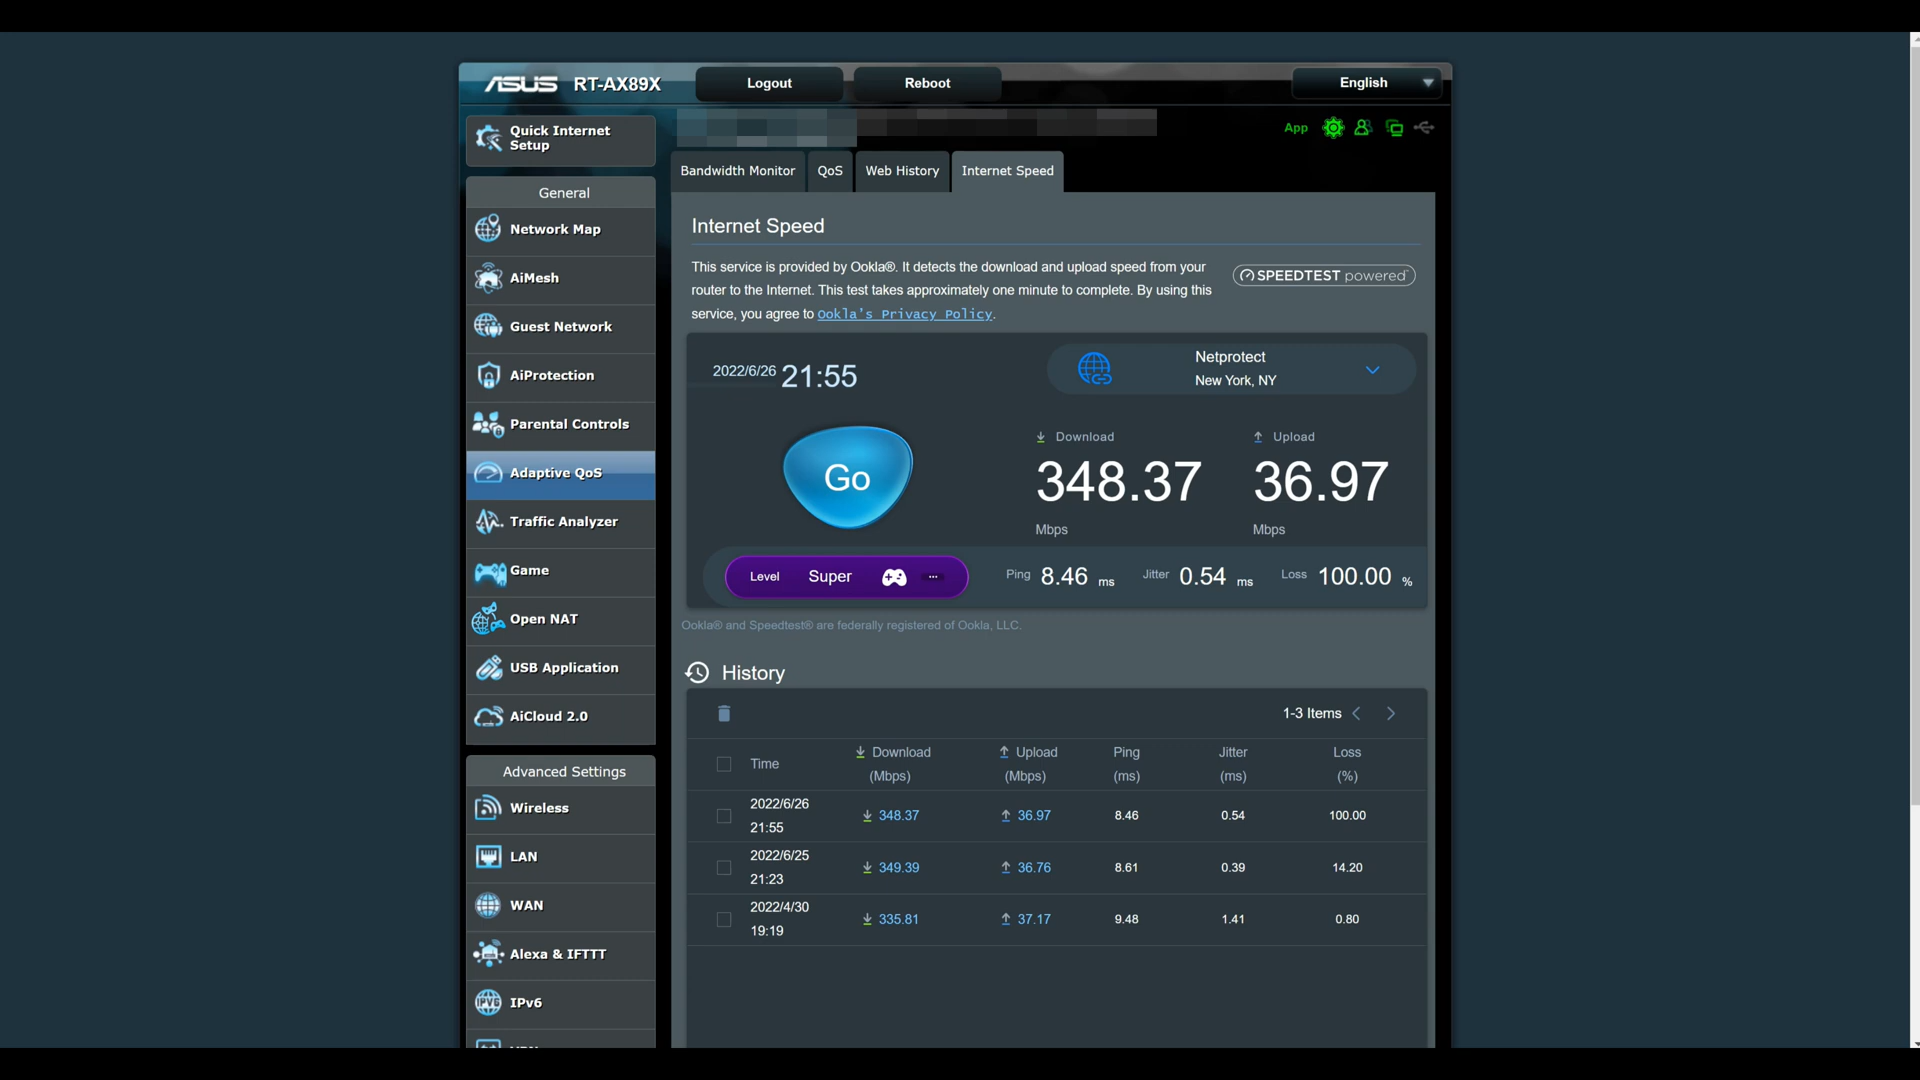 ASUS RT-AX89X Logout Reboot English
Quick Internet
Setup
App
General
Network Map
AiMesh
Guest Network
AiProtection
Parental Controls
Adaptive QoS
Traffic Analyzer
Game
Open NAT
USB Application
AiCloud 2.0
Advanced Settings
Wireless
LAN
WAN
Alexa & IFTTT
IPv6
Bandwidth Monitor QoS Web History Internet Speed
Internet Speed
This service is provided by Ookla®. It detects the download and upload speed from your
router to the Internet. This test takes approximately one minute to complete. By using this
service, you agree to Ookla's Privacy Policy.
SPEEDTEST powered
2022/6/26 21:55
Netprotect
New York, NY
Go
Download Upload
348.37 36.97
Mbps Mbps
Level Super
Ping 8.46 ms Jitter 0.54 ms Loss 100.00 %
Ookla® and Speedtest® are federally registered of Ookla, LLC.
History
1-3 Items
Time Download (Mbps) Upload (Mbps) Ping (ms) Jitter (ms) Loss (%)
2022/6/26 21:55 348.37 36.97 8.46 0.54 100.00
2022/6/25 21:23 349.39 36.76 8.61 0.39 14.20
2022/4/30 19:19 335.81 37.17 9.48 1.41 0.80